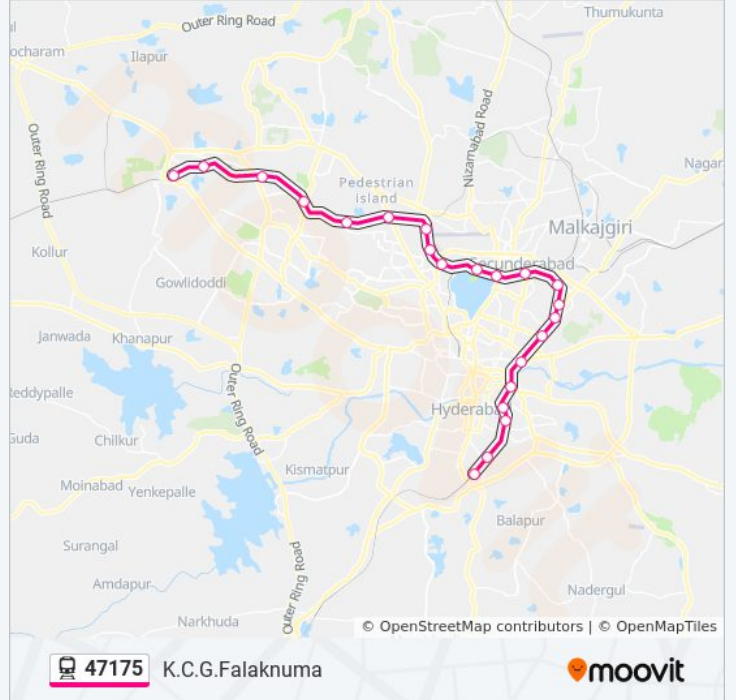 Outer Ring Road
Thumukunta
ocharam
Ilapur
Outer Ring Road
Nizamabad Road
Nagar
Pedestrian
island
Malkajgiri
Kollur
Secunderabad
Gowlidoddi
Janwada
Khanapur
Outer Ring Road
Reddypalle
Hyderabad
Guda
Chilkur
Kismatpur
Moinabad
Yenkepalle
Balapur
Surangal
Outer Ring Road
Amdapur
Nadergul
Narkhuda
© OpenStreetMap contributors | © OpenMapTiles
47175 K.C.G.Falaknuma
moovit